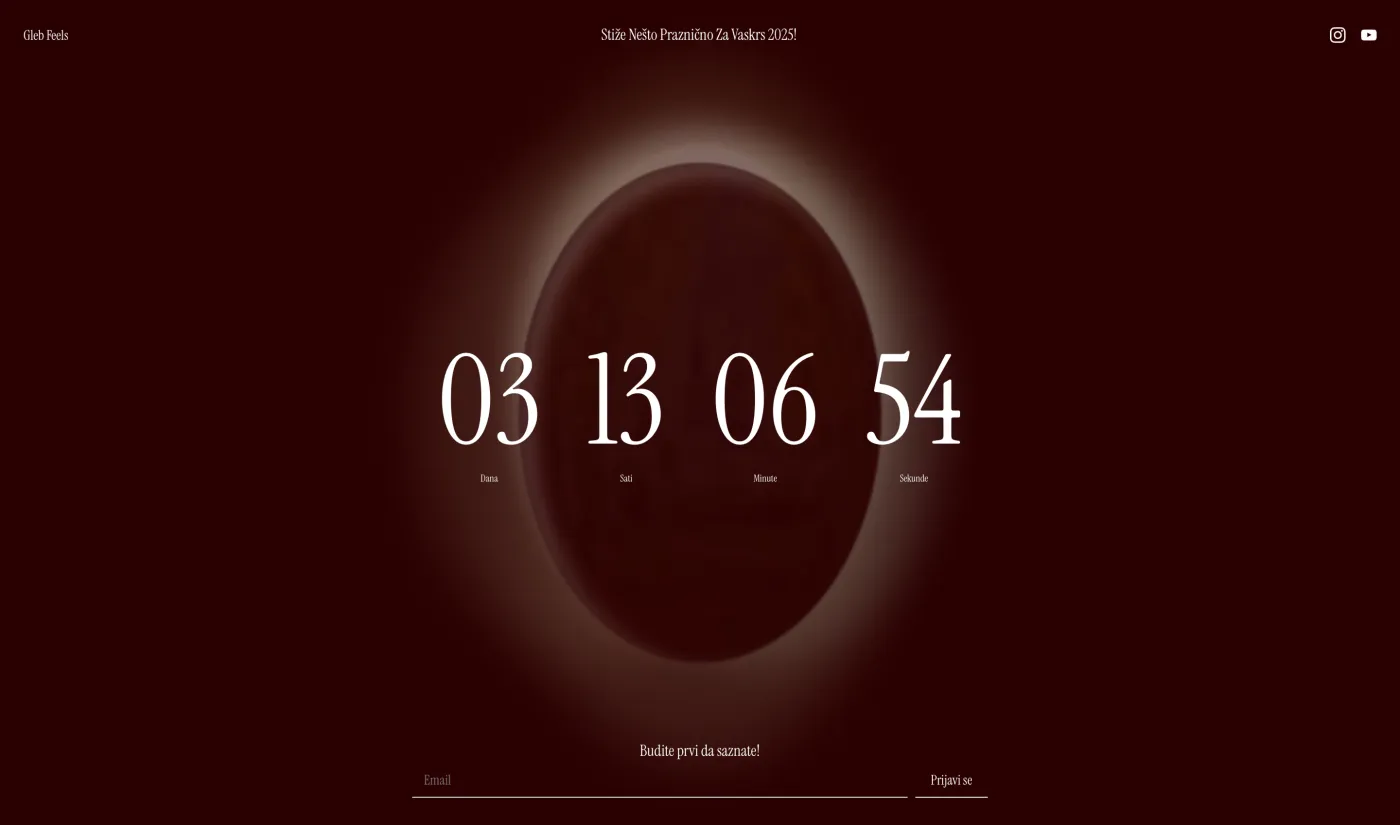 Gleb Feels
Stiže Nešto Praznično Za Vaskrs 2025!
03 13 06 54
Dana Sati Minute Sekunde
Budite prvi da saznate!
Email Prijavi se